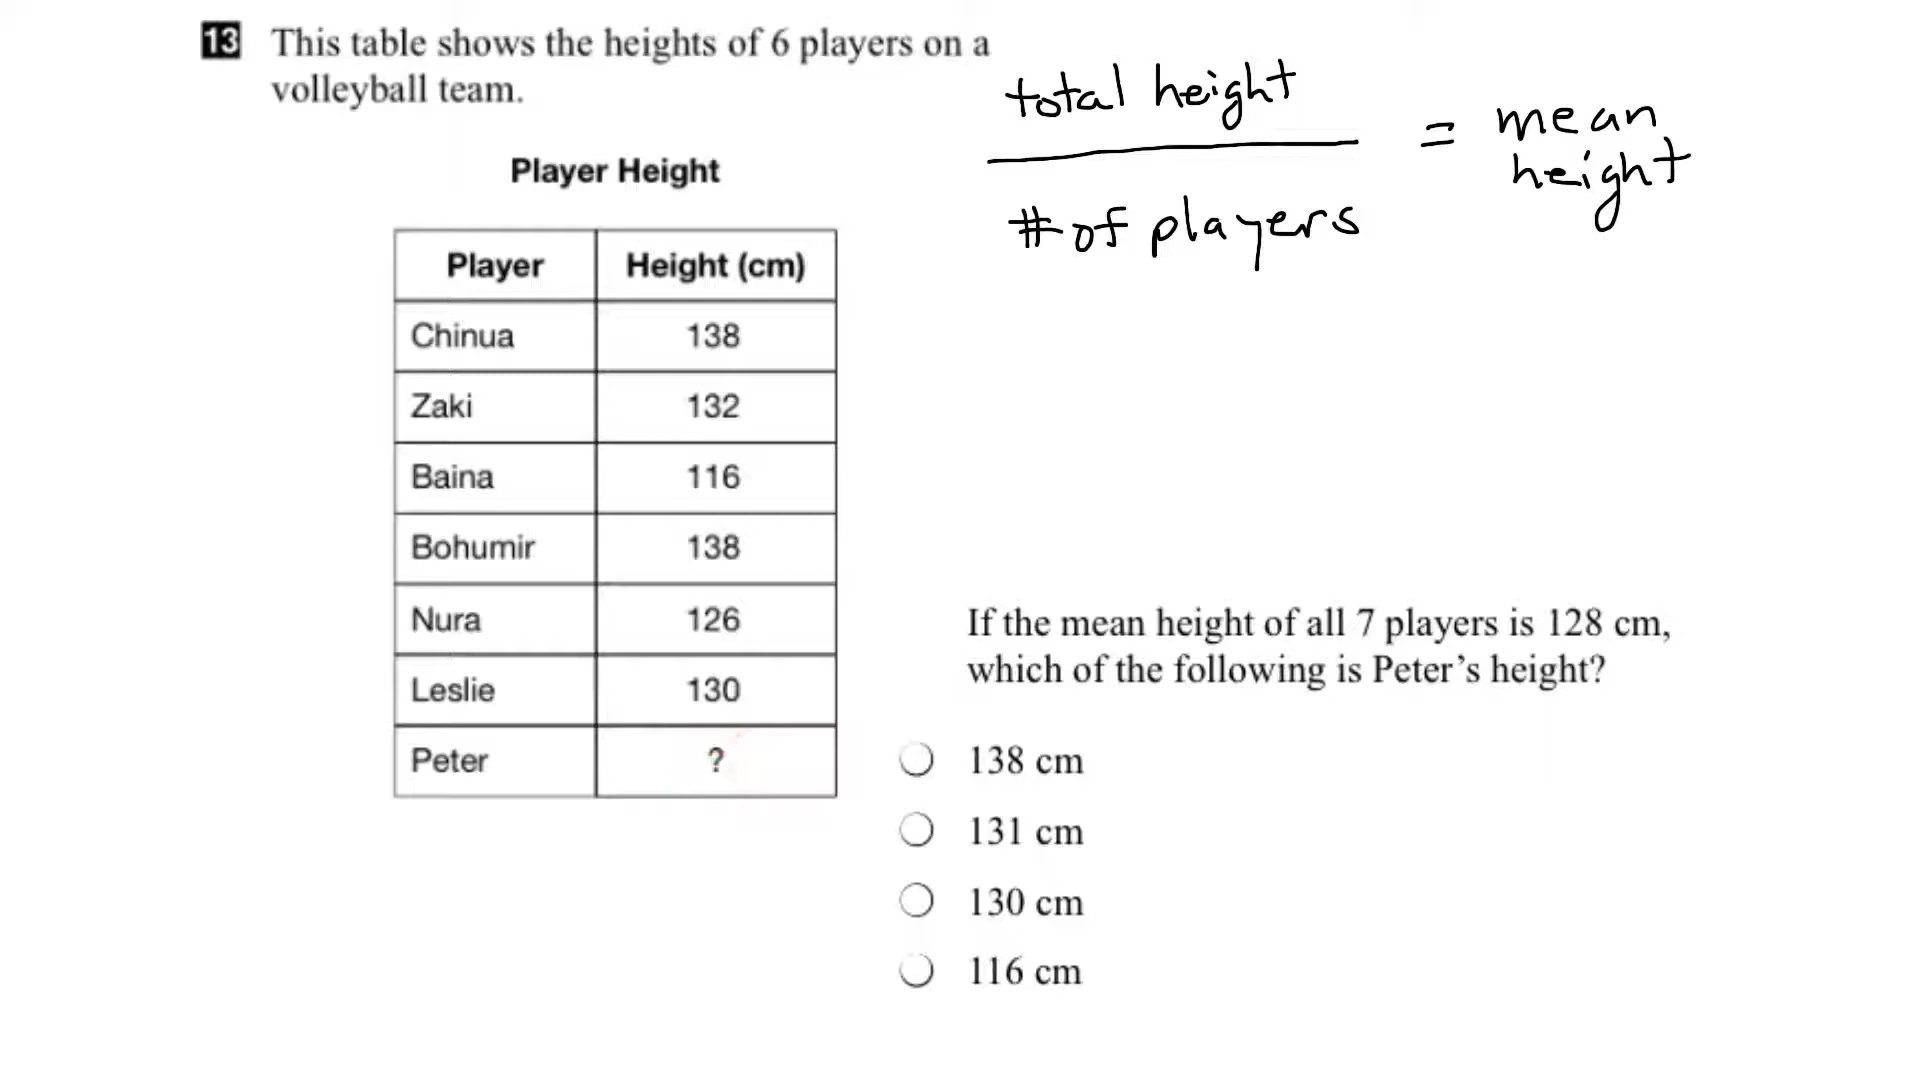 13 This table shows the heights of 6 players on a
volleyball team.
total height
# of players
= mean
height
Player Height
Player Height (cm)
Chinua 138
Zaki 132
Baina 116
Bohumir 138
Nura 126
Leslie 130
Peter ?
If the mean height of all 7 players is 128 cm,
which of the following is Peter’s height?
138 cm
131 cm
130 cm
116 cm